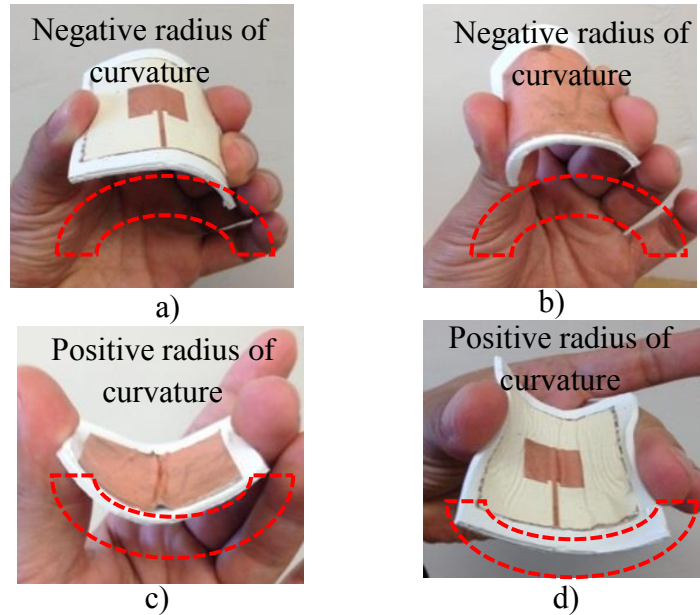 Negative radius of
curvature
a)
Negative radius of
curvature
b)
Positive radius of
curvature
c)
Positive radius of
curvature
d)